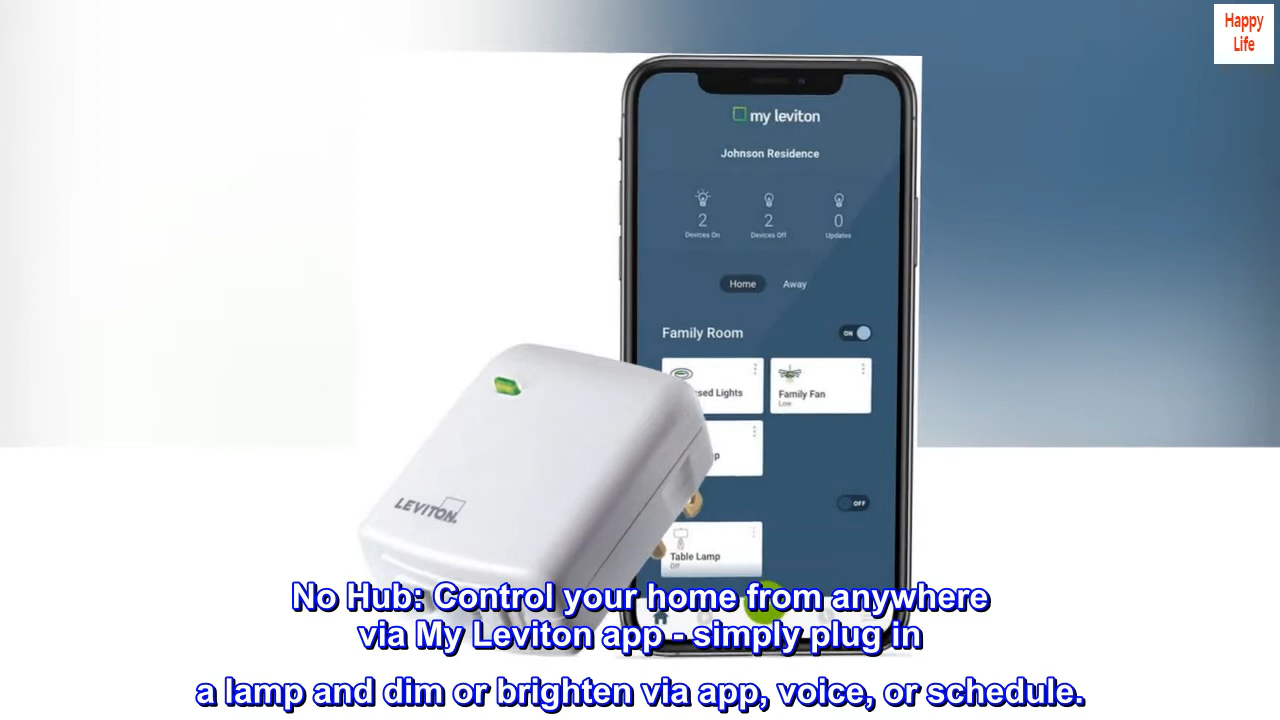 Happy
Life
my leviton
Johnson Residence
2 2 0
Devices On Devices Off Updates
Home Away
Family Room ON
Lights Family Fan
Low
OFF
LEVITON
Table Lamp
Off
No Hub: Control your home from anywhere
via My Leviton app - simply plug in
a lamp and dim or brighten via app, voice, or schedule.